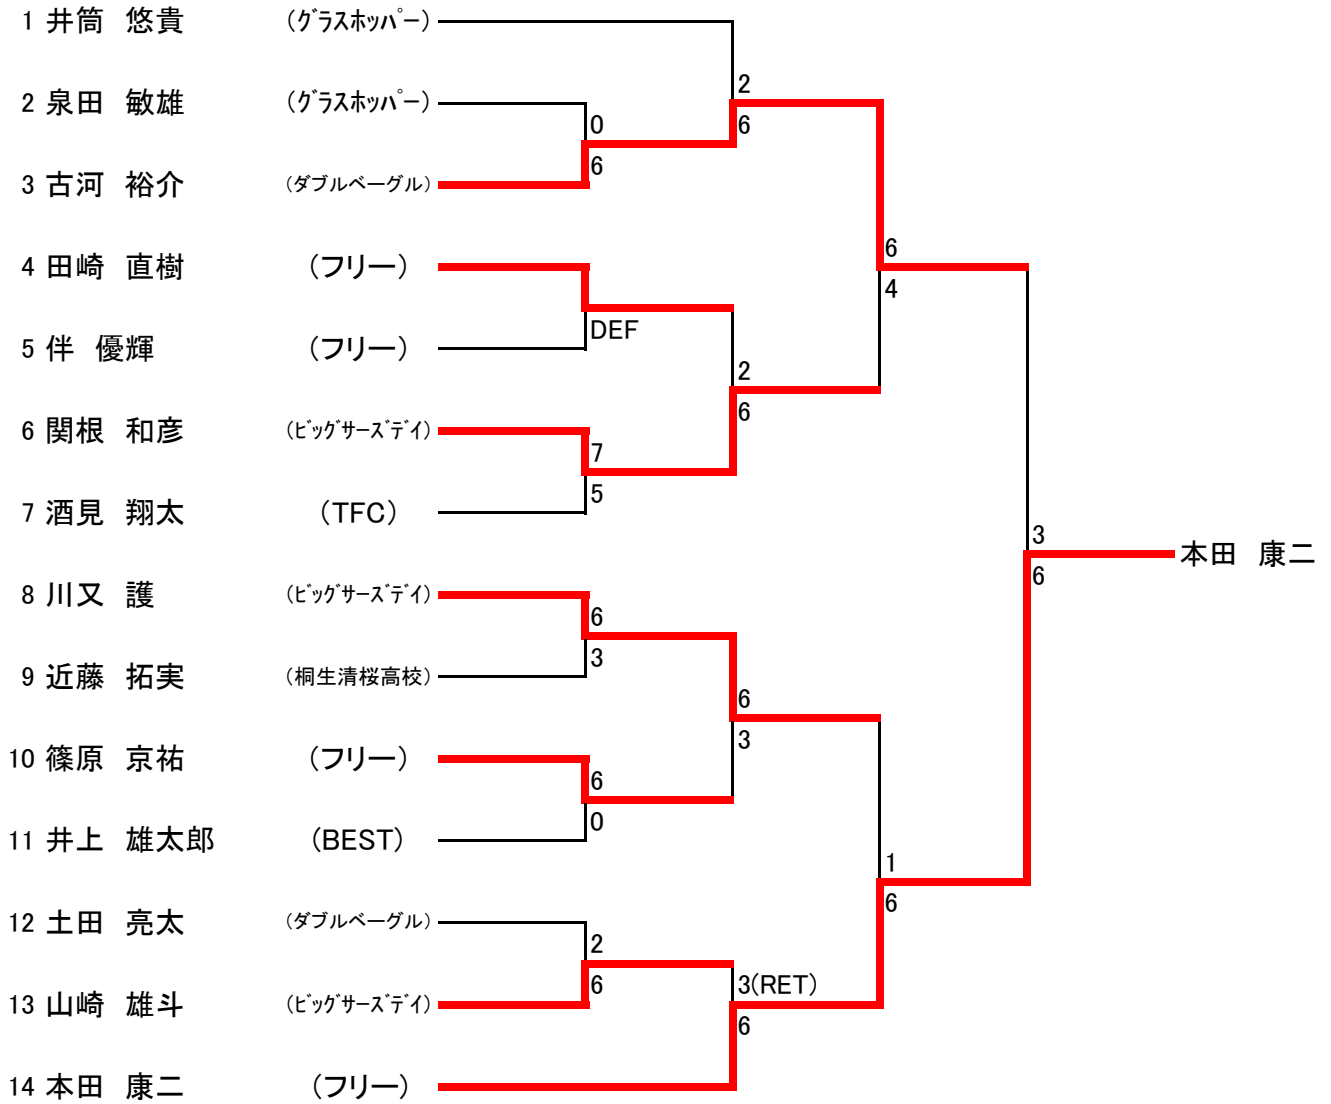 1 井筒 悠貴 (グラスホッパー)
2
2 泉田 敏雄 (グラスホッパー)
0
6
6
3 古河 裕介 (ダブルベーグル)
6
4
4 田崎 直樹 (フリー)
DEF
5 伴 優輝 (フリー)
2
6
6 関根 和彦 (ビッグサーズデイ)
7
5
7 酒見 翔太 (TFC)
3
6
本田 康二
8 川又 護 (ビッグサーズデイ)
6
3
9 近藤 拓実 (桐生清桜高校)
6
3
10 篠原 京祐 (フリー)
6
0
11 井上 雄太郎 (BEST)
1
6
12 土田 亮太 (ダブルベーグル)
2
6
3(RET)
13 山崎 雄斗 (ビッグサーズデイ)
6
14 本田 康二 (フリー)